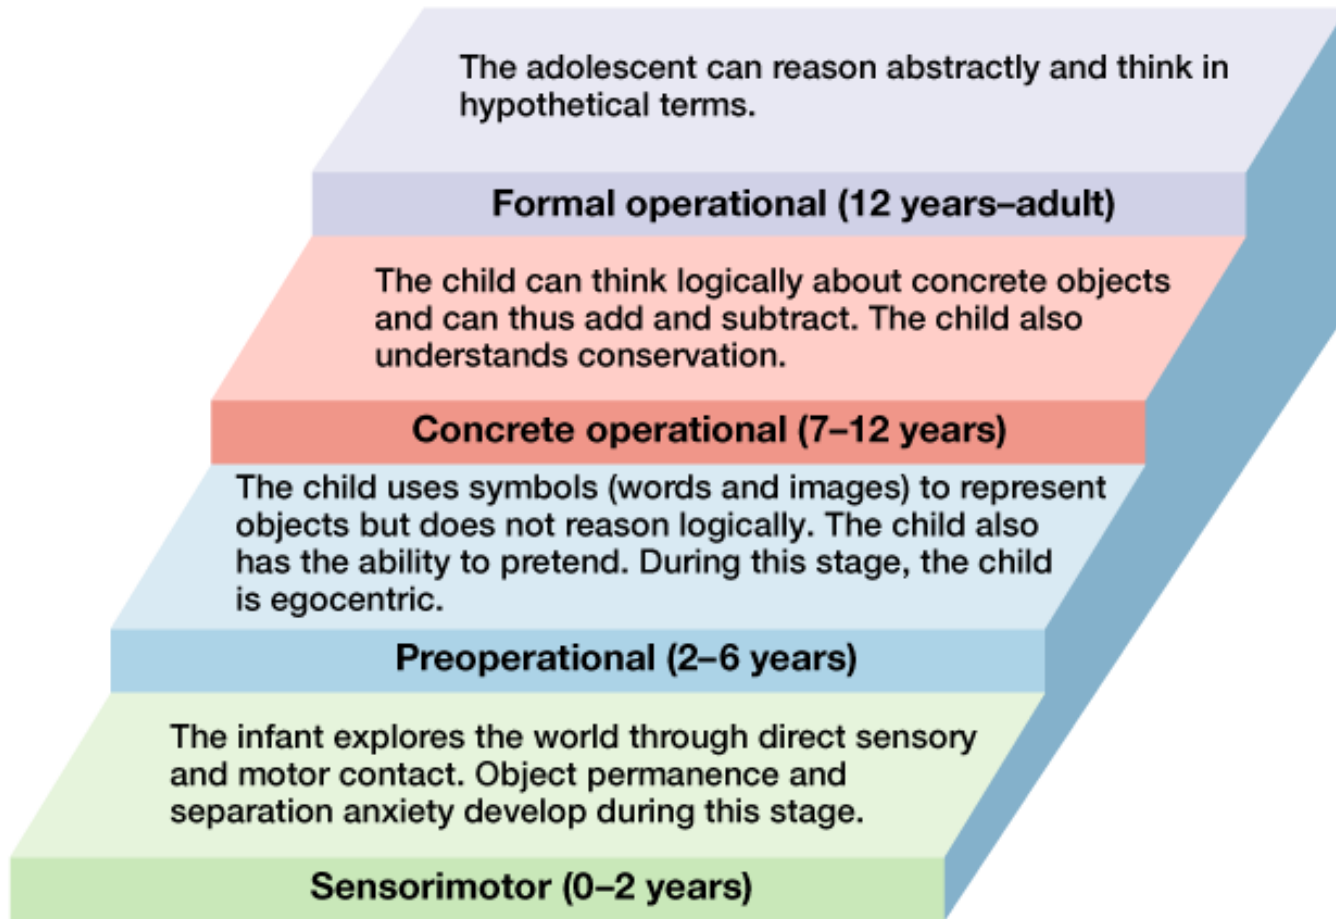 The adolescent can reason abstractly and think in
hypothetical terms.
Formal operational (12 years–adult)
The child can think logically about concrete objects
and can thus add and subtract. The child also
understands conservation.
Concrete operational (7–12 years)
The child uses symbols (words and images) to represent
objects but does not reason logically. The child also
has the ability to pretend. During this stage, the child
is egocentric.
Preoperational (2–6 years)
The infant explores the world through direct sensory
and motor contact. Object permanence and
separation anxiety develop during this stage.
Sensorimotor (0–2 years)